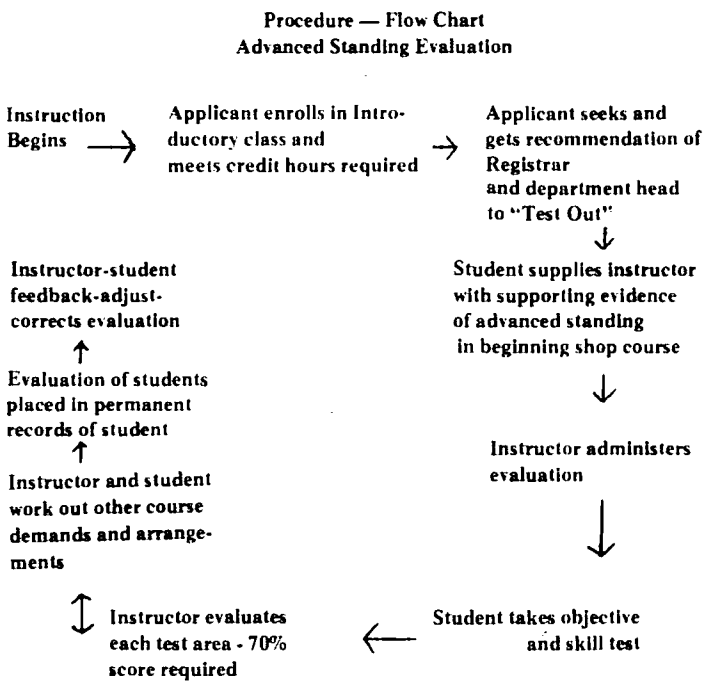 Procedure — Flow Chart
Advanced Standing Evaluation
Instruction
Begins
Applicant enrolls in Intro-
ductory class and
meets credit hours required
Applicant seeks and
gets recommendation of
Registrar
and department head
to “Test Out”
Student supplies instructor
with supporting evidence
of advanced standing
in beginning shop course
Instructor administers
evaluation
Student takes objective
and skill test
Instructor evaluates
each test area - 70%
score required
Instructor and student
work out other course
demands and arrange-
ments
Evaluation of students
placed in permanent
records of student
Instructor-student
feedback-adjust-
corrects evaluation